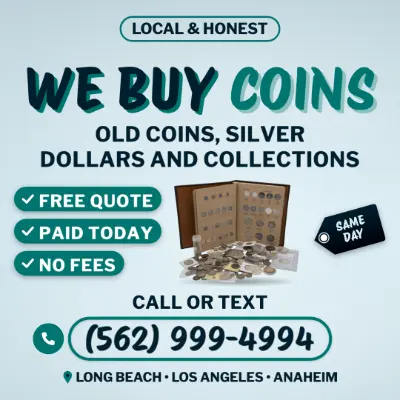 LOCAL & HONEST
WE BUY COINS
OLD COINS, SILVER
DOLLARS AND COLLECTIONS
FREE QUOTE
PAID TODAY
NO FEES
SAME
DAY
CALL OR TEXT
(562) 999-4994
LONG BEACH • LOS ANGELES • ANAHEIM